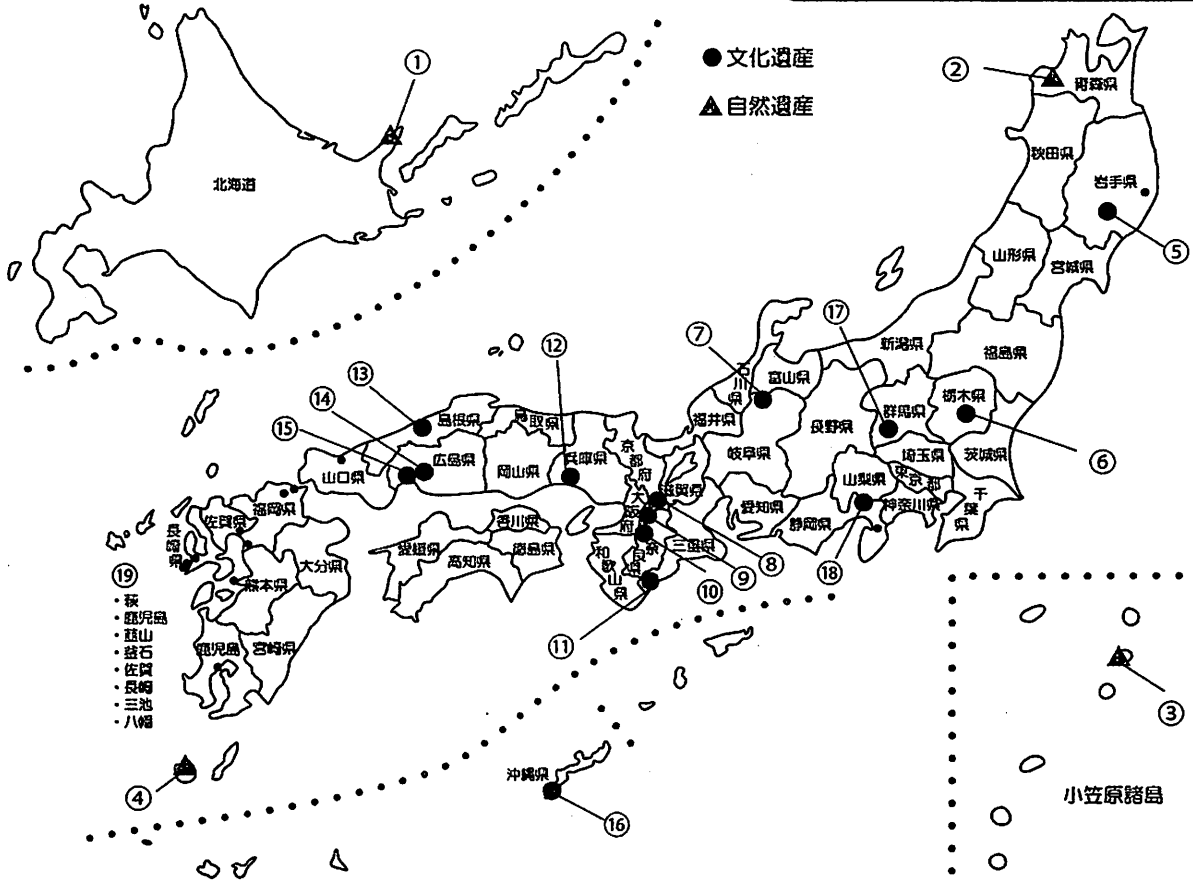 ①
②
● 文化遺産
▲ 自然遺産
青森県
秋田県
岩手県
北海道
⑤
山形県
宮城県
⑰
⑦
新潟県
福島県
⑫
石川県
富山県
栃木県
群馬県
⑬
島根県
鳥取県
福井県
長野県
⑭
京都府
兵庫県
岐阜県
埼玉県
茨城県
⑥
⑮
広島県
岡山県
山口県
滋賀県
山梨県
東京都
大阪府
愛知県
神奈川県
千葉県
福岡県
静岡県
佐賀県
香川県
奈良県
三重県
長崎県
愛媛県
徳島県
高知県
大分県
和歌山県
⑧
⑨
⑱
⑩
⑲
熊本県
・萩
・鹿児島
・韮山
・釜石
・佐賀
・長崎
・三池
・八幡
⑪
鹿児島
宮崎県
③
④
沖縄県
⑯
小笠原諸島